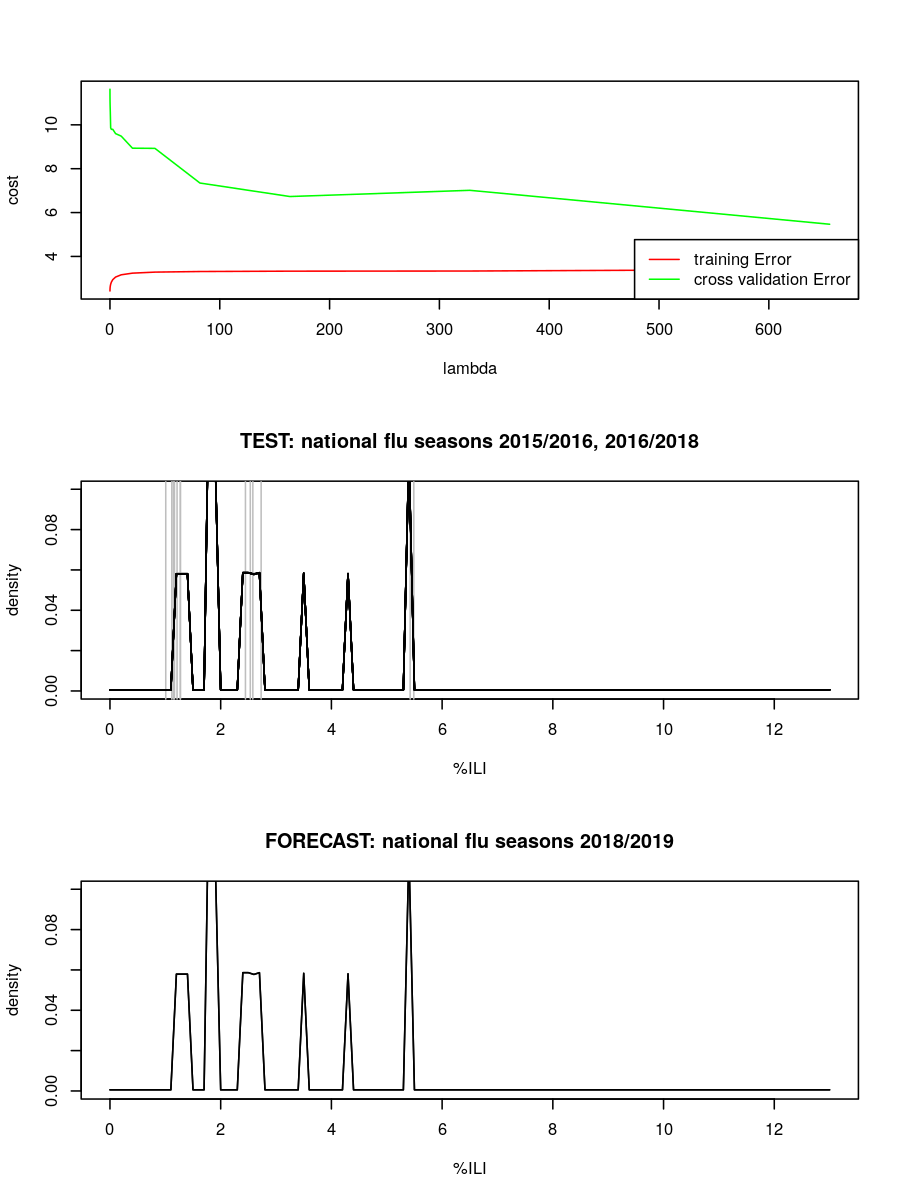 10
8
6
4
cost
training Error
cross validation Error
0 100 200 300 400 500 600
lambda
TEST: national flu seasons 2015/2016, 2016/2018
0.08
0.04
0.00
density
0 2 4 6 8 10 12
%ILI
FORECAST: national flu seasons 2018/2019
0.08
0.04
0.00
density
0 2 4 6 8 10 12
%ILI